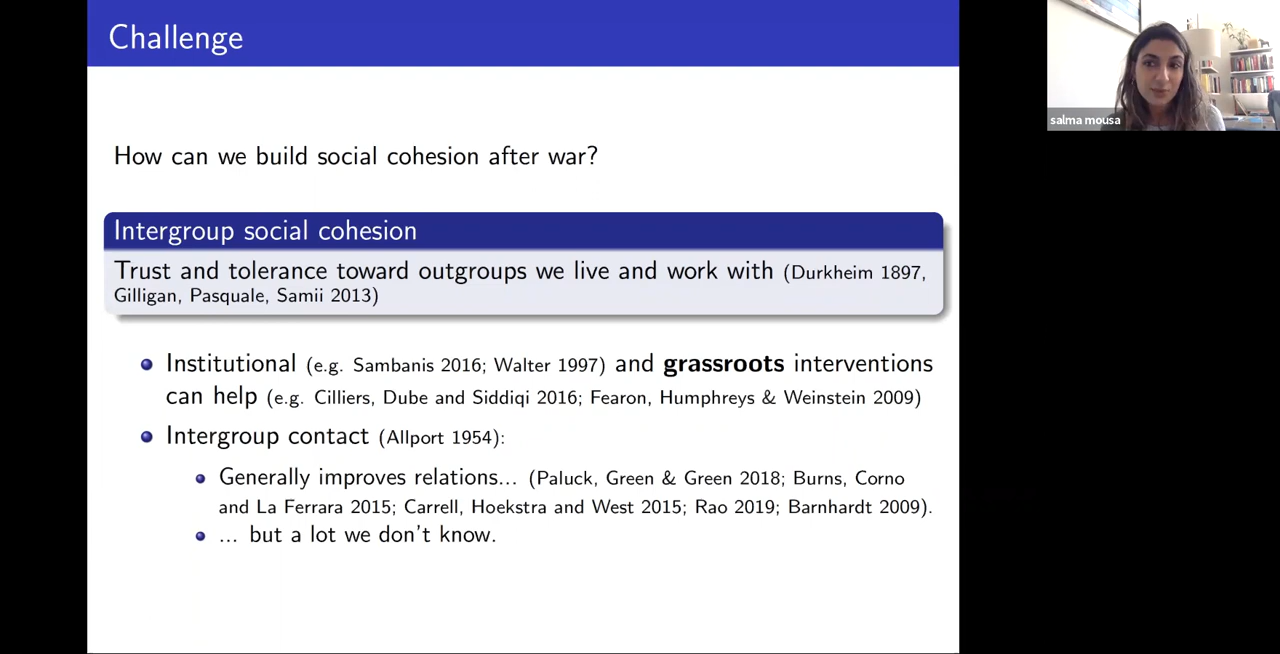 Challenge
How can we build social cohesion after war?
Intergroup social cohesion
Trust and tolerance toward outgroups we live and work with (Durkheim 1897,
Gilligan, Pasquale, Samii 2013)
Institutional (e.g. Sambanis 2016; Walter 1997) and grassroots interventions
can help (e.g. Cilliers, Dube and Siddiqi 2016; Fearon, Humphreys & Weinstein 2009)
Intergroup contact (Allport 1954):
Generally improves relations... (Paluck, Green & Green 2018; Burns, Corno
and La Ferrara 2015; Carrell, Hoekstra and West 2015; Rao 2019; Barnhardt 2009).
... but a lot we don't know.
salma mousa